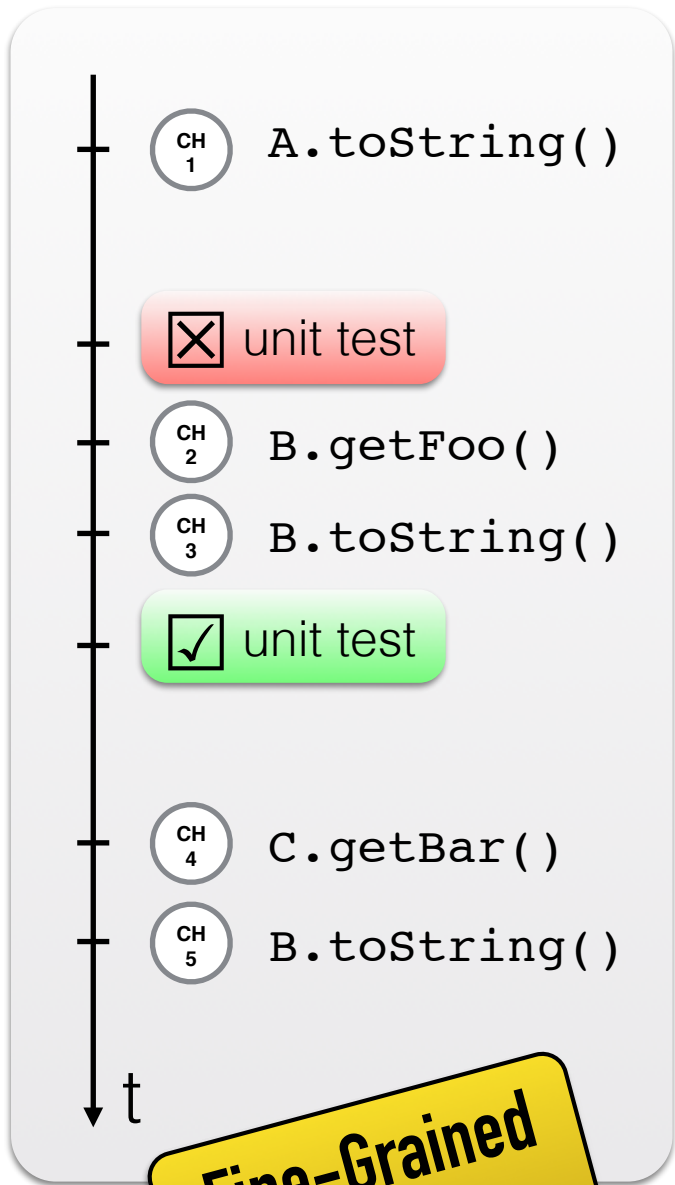 CH
1
A.toString()
☒ unit test
CH
2
B.getFoo()
CH
3
B.toString()
☑ unit test
CH
4
C.getBar()
CH
5
B.toString()
t
Fine-Grained